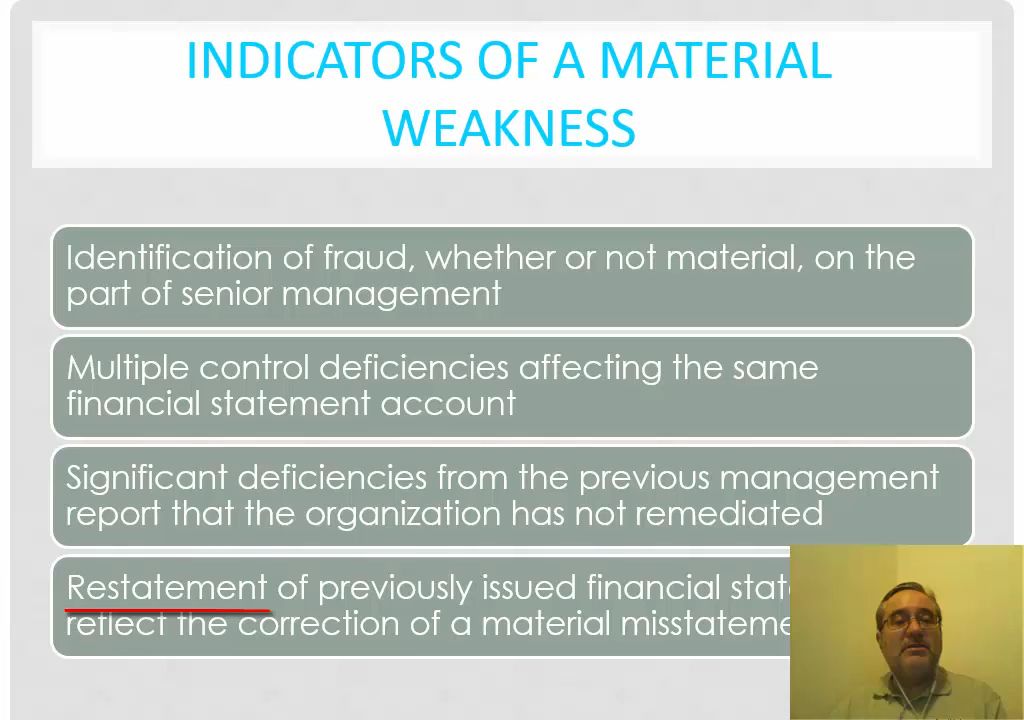 INDICATORS OF A MATERIAL
WEAKNESS
Identification of fraud, whether or not material, on the
part of senior management
Multiple control deficiencies affecting the same
financial statement account
Significant deficiencies from the previous management
report that the organization has not remediated
Restatement of previously issued financial
reflect the correction of a material